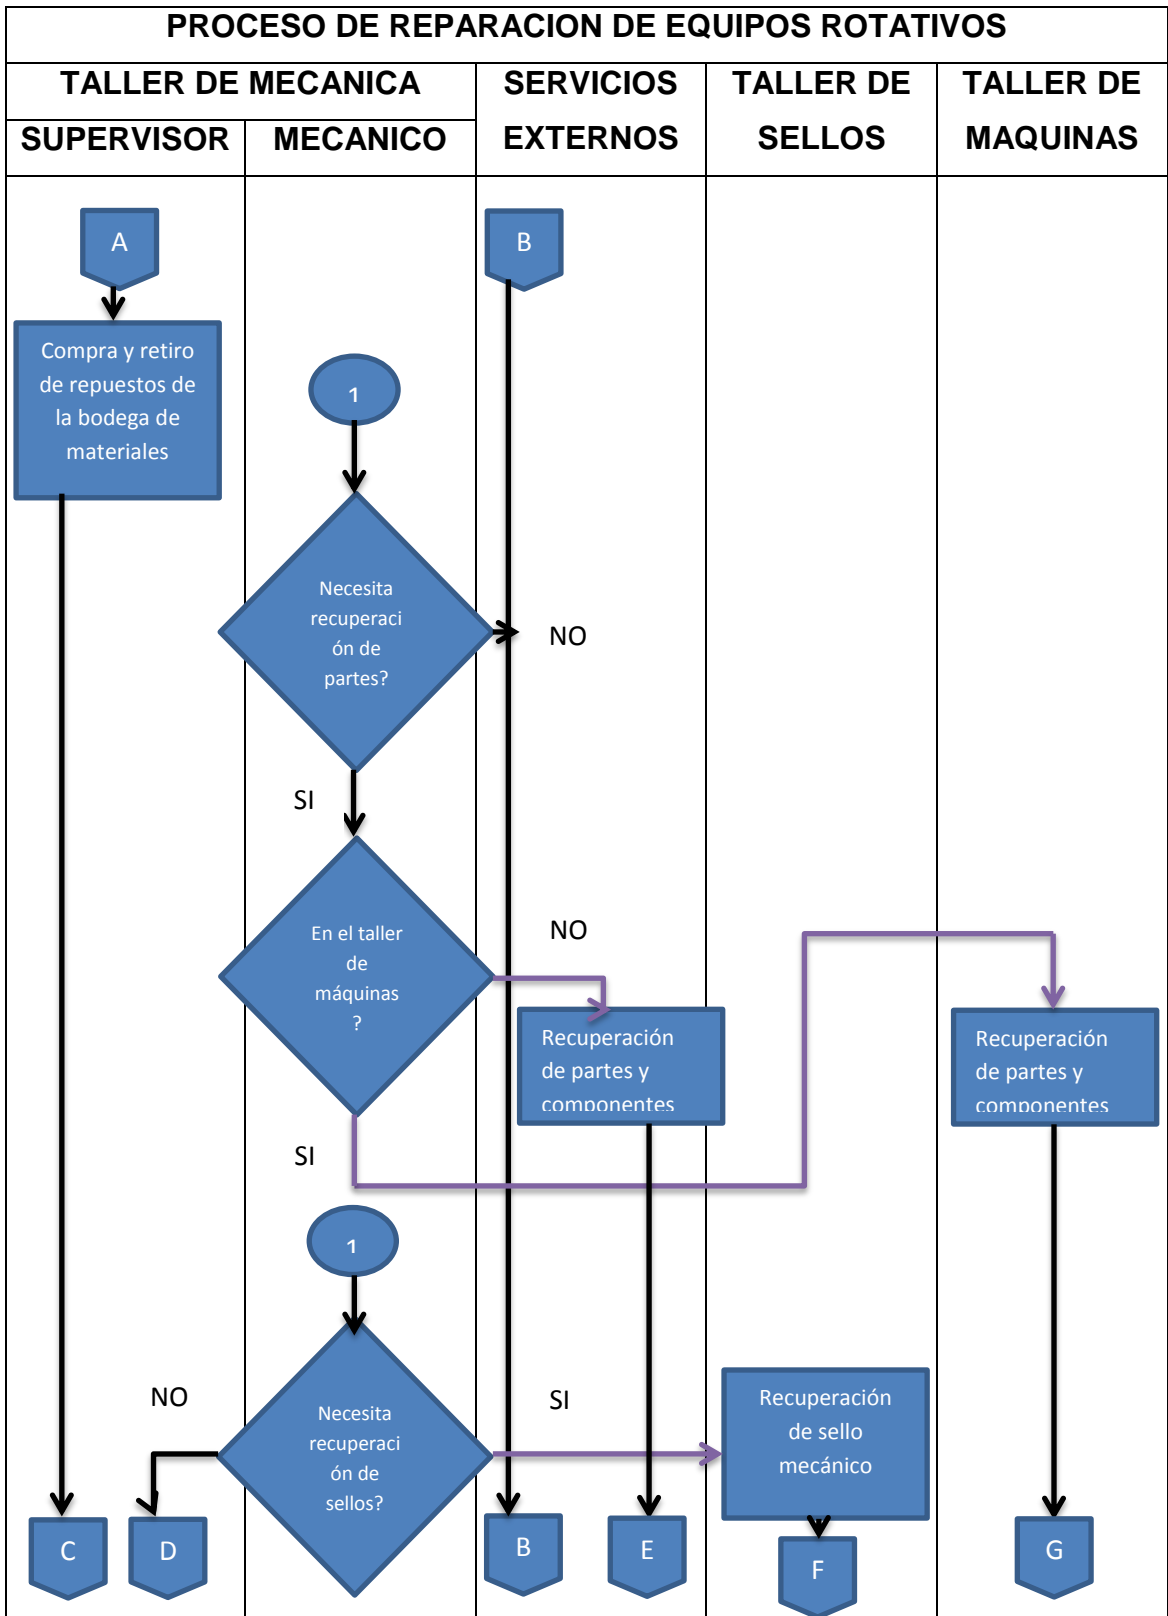 PROCESO DE REPARACION DE EQUIPOS ROTATIVOS
TALLER DE MECANICA
SERVICIOS
EXTERNOS
TALLER DE
SELLOS
TALLER DE
MAQUINAS
SUPERVISOR
MECANICO
A
B
Compra y retiro
de repuestos de
la bodega de
materiales
1
Necesita
recuperaci
ón de
partes?
NO
SI
En el taller
de
máquinas
?
NO
Recuperación
de partes y
componentes
Recuperación
de partes y
componentes
SI
1
Necesita
recuperaci
ón de
sellos?
NO
SI
Recuperación
de sello
mecánico
C
D
B
E
F
G